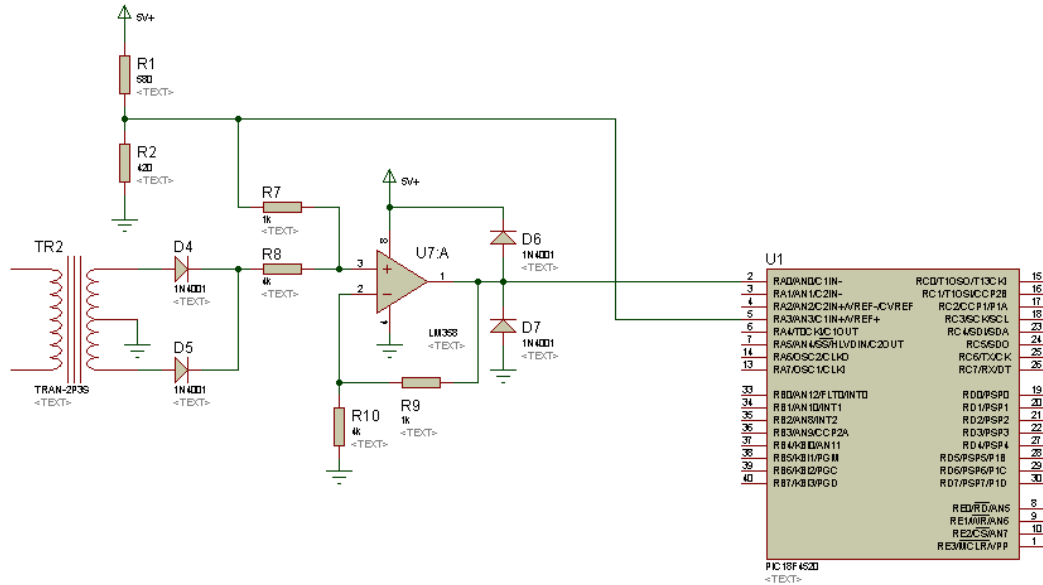 5V+
R1
580
<TEXT>
R2
420
<TEXT>
R7
1k
<TEXT>
5V+
TR2
D4
1N4001
<TEXT>
R8
4k
<TEXT>
3
2
8
4
1
U7:A
LM358
<TEXT>
D6
1N4001
<TEXT>
D7
1N4001
<TEXT>
D5
1N4001
<TEXT>
TRAN-2P3S
<TEXT>
R9
1k
<TEXT>
R10
4k
<TEXT>
U1
2 RA0/AN0/C1IN- RC0/T1OSO/T13CKI 15
3 RA1/AN1/C2IN- RC1/T1OSI/CCP2B 16
4 RA2/AN2/C2IN+/VREF-/CVREF RC2/CCP1/P1A 17
5 RA3/AN3/C1IN+/VREF+ RC3/SCK/SCL 18
6 RA4/T0CKI/C1OUT RC4/SDI/SDA 23
7 RA5/AN4/SS/HLVDIN/C2OUT RC5/SDO 24
14 RA6/OSC2/CLKO RC6/TX/CK 25
13 RA7/OSC1/CLKI RC7/RX/DT 26
33 RB0/AN12/FLT0/INT0 RD0/PSP0 19
34 RB1/AN10/INT1 RD1/PSP1 20
35 RB2/AN8/INT2 RD2/PSP2 21
36 RB3/AN9/CCP2A RD3/PSP3 22
37 RB4/KBI0/AN11 RD4/PSP4 27
38 RB5/KBI1/PGM RD5/PSP5/P1B 28
39 RB6/KBI2/PGC RD6/PSP6/P1C 29
40 RB7/KBI3/PGD RD7/PSP7/P1D 30
RE0/RD/AN5 8
RE1/WR/AN6 9
RE2/CS/AN7 10
RE3/MCLR/VPP 1
PIC18F4520
<TEXT>